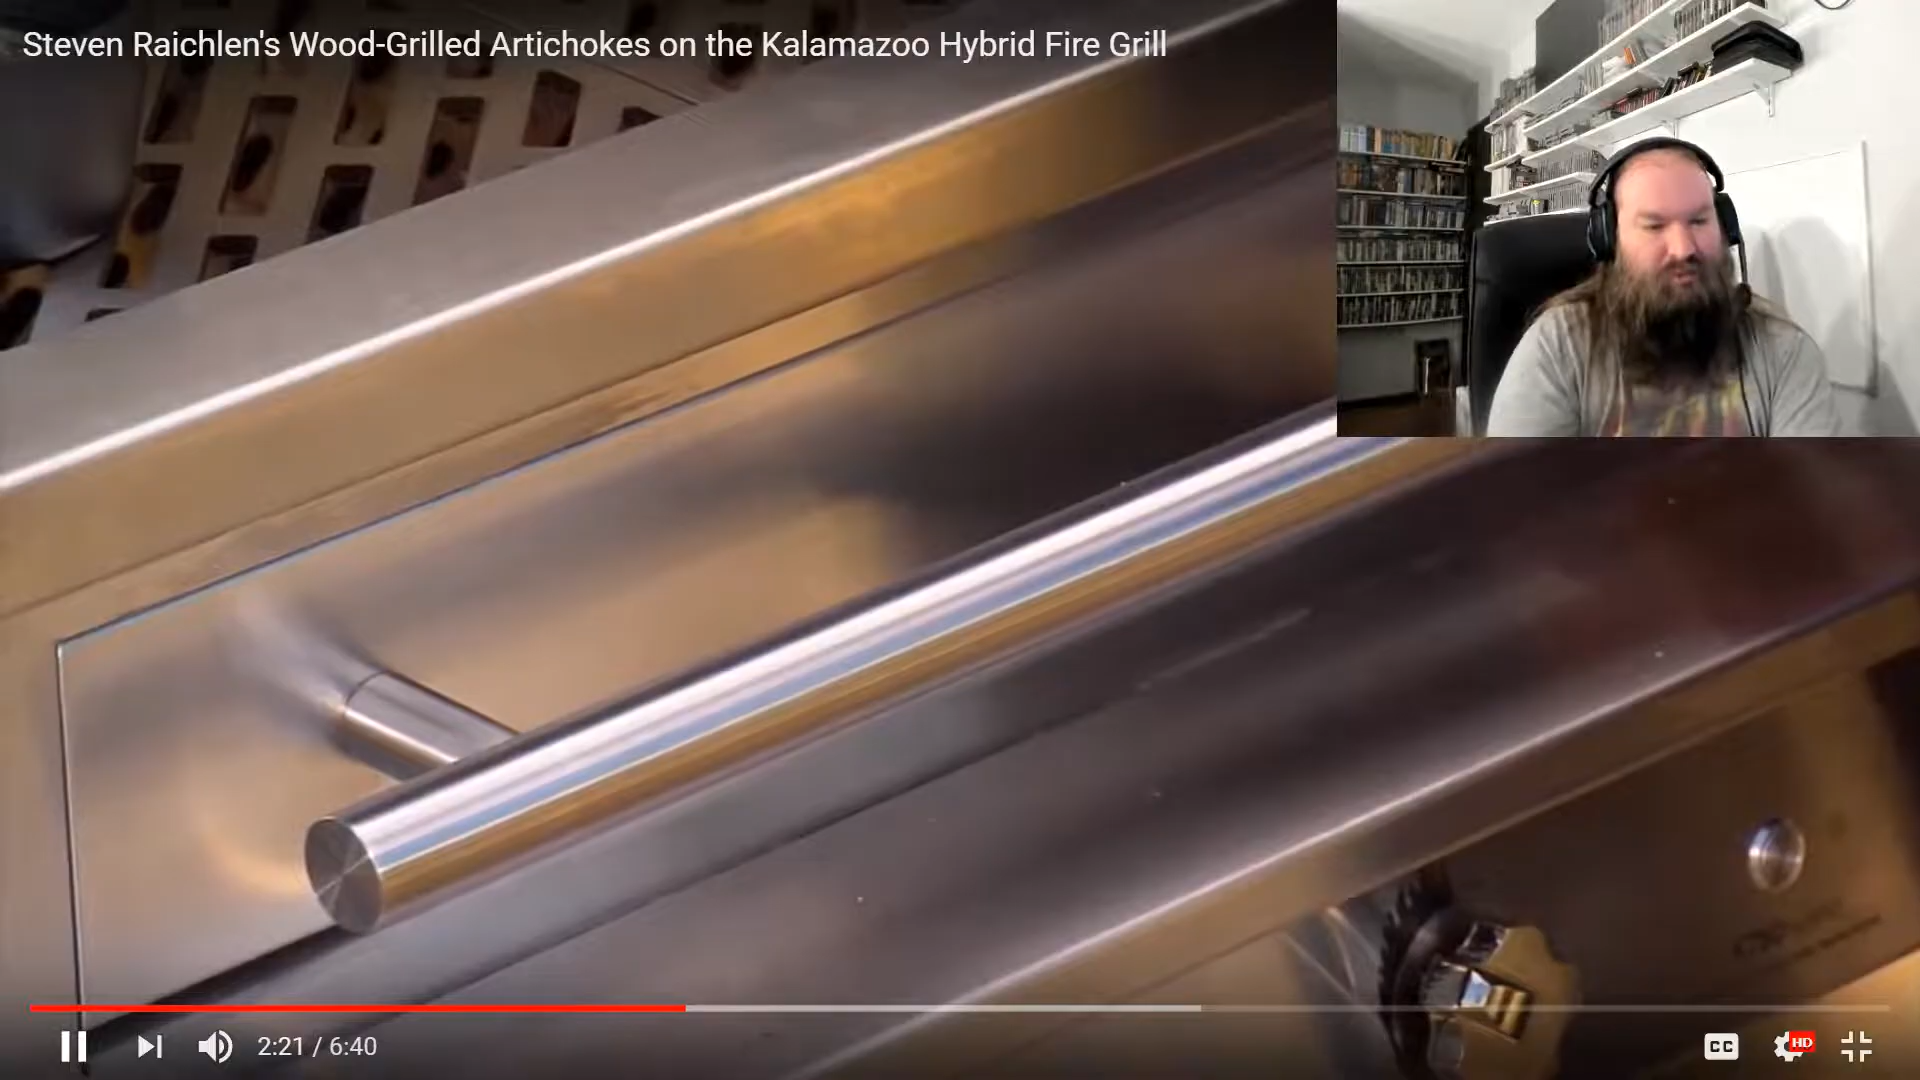 Steven Raichlen's Wood-Grilled Artichokes on the Kalamazoo Hybrid Fire Grill
2:21 / 6:40
CC
HD